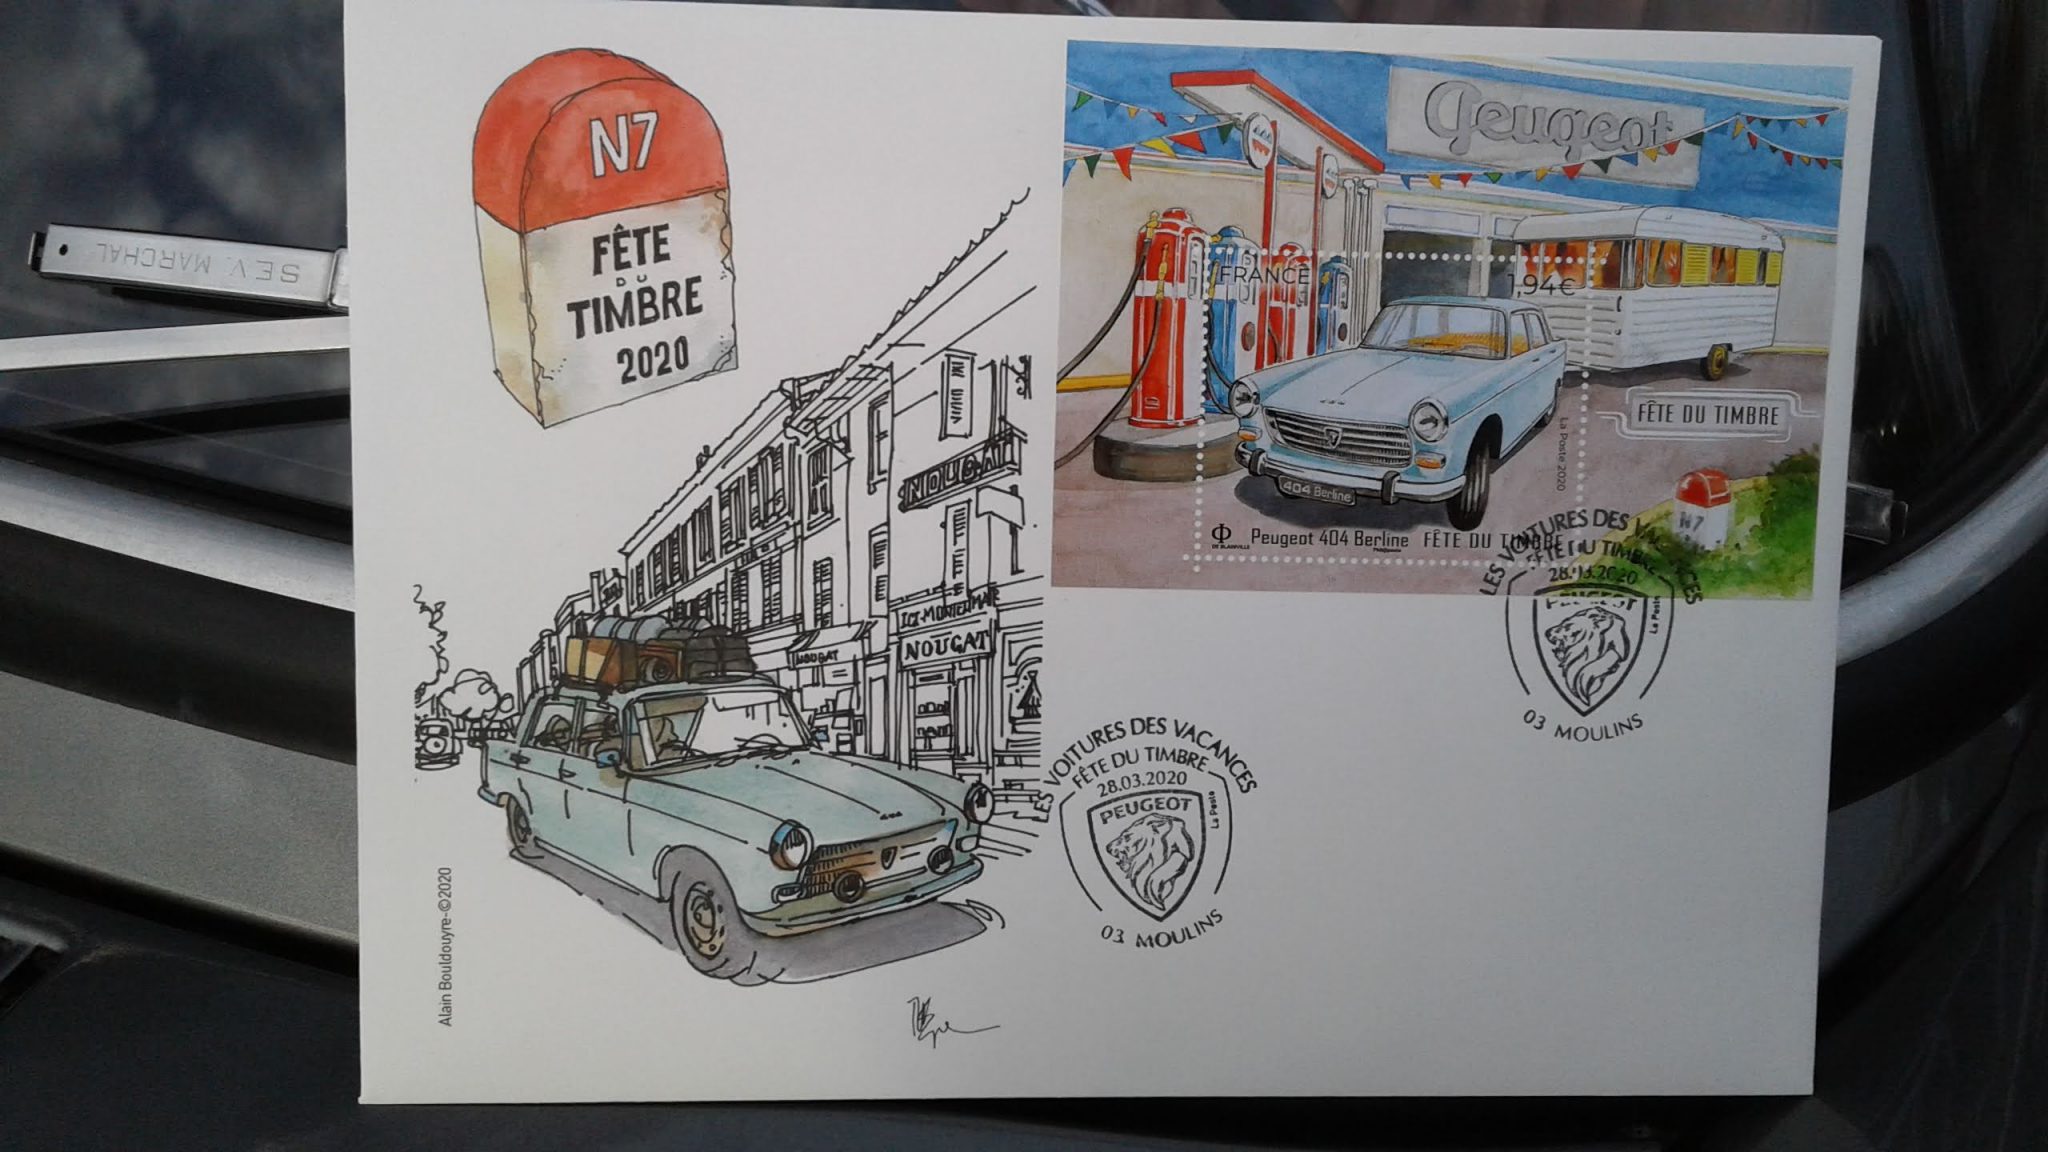 N7
FÊTE
DU
TIMBRE
2020
S.E.V. MARCHAL
NOUGAT
ICI MONTELIMAR
NOUGAT
NOUGAT
Alain Bouldouyre-©2020
Peugeot
FRANCE
1,94€
La Poste 2020
FÊTE DU TIMBRE
N7
404 Berline
Peugeot 404 Berline FÊTE DU TIMBRE
LES VOITURES DES VACANCES
FÊTE DU TIMBRE
28.03.2020
PEUGEOT
La Poste
03 MOULINS
LES VOITURES DES VACANCES
FÊTE DU TIMBRE
28.03.2020
PEUGEOT
La Poste
03 MOULINS